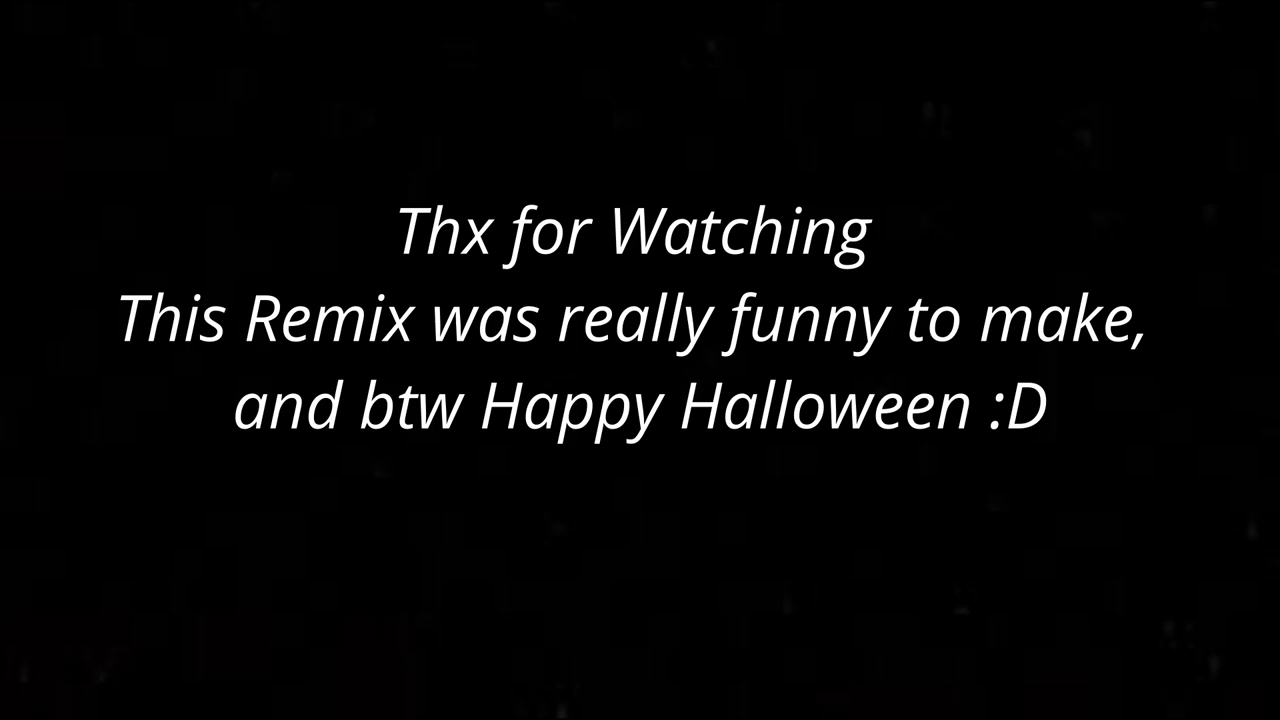 Thx for Watching
This Remix was really funny to make,
and btw Happy Halloween :D